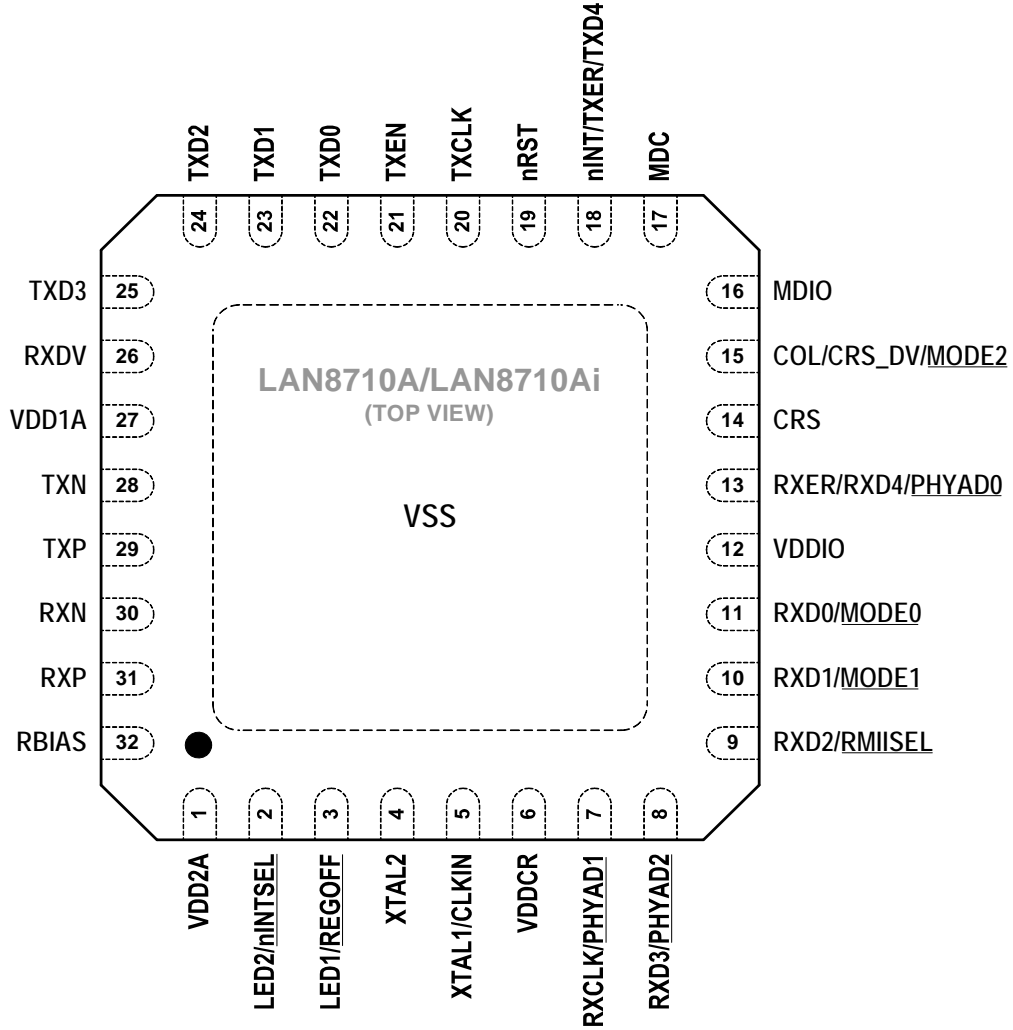 TXD2
TXD1
TXD0
TXEN
TXCLK
nRST
nINT/TXER/TXD4
MDC
24
23
22
21
20
19
18
17
TXD3 25
RXDV 26
VDD1A 27
TXN 28
TXP 29
RXN 30
RXP 31
RBIAS 32
LAN8710A/LAN8710Ai
(TOP VIEW)
VSS
16 MDIO
15 COL/CRS_DV/MODE2
14 CRS
13 RXER/RXD4/PHYAD0
12 VDDIO
11 RXD0/MODE0
10 RXD1/MODE1
9 RXD2/RMIISEL
1
2
3
4
5
6
7
8
VDD2A
LED2/nINTSEL
LED1/REGOFF
XTAL2
XTAL1/CLKIN
VDDCR
RXCLK/PHYAD1
RXD3/PHYAD2